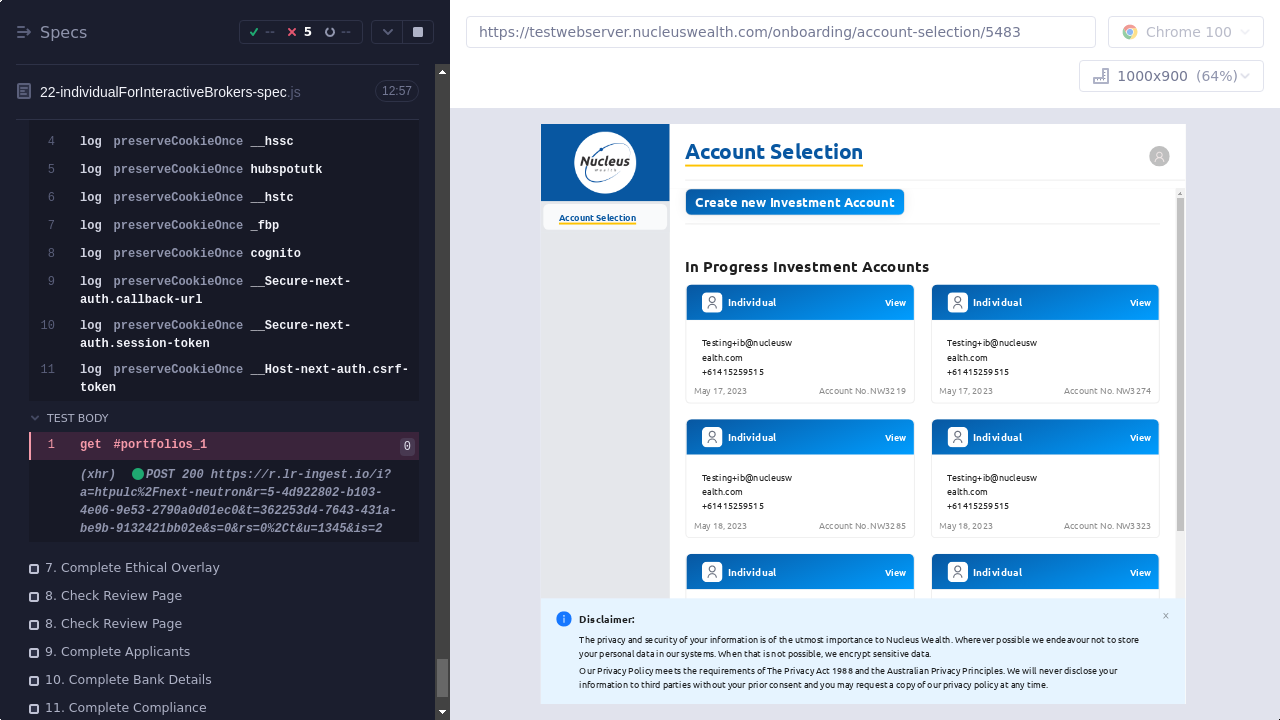 Specs
--
5
--
22-individualForInteractiveBrokers-spec.js
12:57
4 log preserveCookieOnce __hssc
5 log preserveCookieOnce hubspotutk
6 log preserveCookieOnce __hstc
7 log preserveCookieOnce _fbp
8 log preserveCookieOnce cognito
9 log preserveCookieOnce __Secure-next-
auth.callback-url
10 log preserveCookieOnce __Secure-next-
auth.session-token
11 log preserveCookieOnce __Host-next-auth.csrf-
token
TEST BODY
1 get #portfolios_1 0
(xhr) POST 200 https://r.lr-ingest.io/i?
a=htpulc%2Fnext-neutron&r=5-4d922802-b103-
4e06-9e53-2790a0d01ec0&t=362253d4-7643-431a-
be9b-9132421bb02e&s=0&rs=0%2Ct&u=1345&is=2
7. Complete Ethical Overlay
8. Check Review Page
8. Check Review Page
9. Complete Applicants
10. Complete Bank Details
11. Complete Compliance
https://testwebserver.nucleuswealth.com/onboarding/account-selection/5483
Chrome 100
1000x900 (64%)
Nucleus
Wealth
Account Selection
Account Selection
Create new Investment Account
In Progress Investment Accounts
Individual View
Testing+ib@nucleusw
ealth.com
+61415259515
May 17, 2023 Account No. NW3219
Individual View
Testing+ib@nucleusw
ealth.com
+61415259515
May 17, 2023 Account No. NW3274
Individual View
Testing+ib@nucleusw
ealth.com
+61415259515
May 18, 2023 Account No. NW3285
Individual View
Testing+ib@nucleusw
ealth.com
+61415259515
May 18, 2023 Account No. NW3323
Individual View
Individual View
Disclaimer:
The privacy and security of your information is of the utmost importance to Nucleus Wealth. Wherever possible we endeavour not to store
your personal data in our systems. When that is not possible, we encrypt sensitive data.
Our Privacy Policy meets the requirements of The Privacy Act 1988 and the Australian Privacy Principles. We will never disclose your
information to third parties without your prior consent and you may request a copy of our privacy policy at any time.